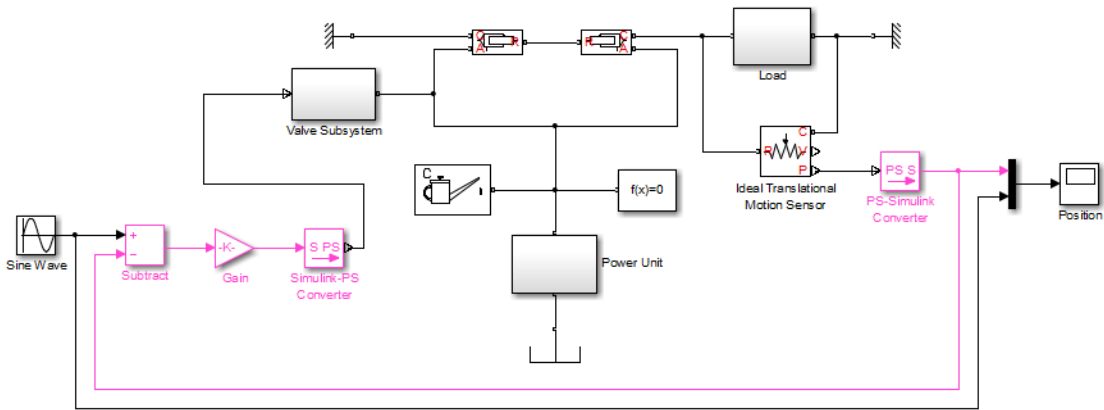 C
A
R
R
C
A
Load
Valve Subsystem
C
R
V
P
Ideal Translational
Motion Sensor
PS S
PS-Simulink
Converter
Position
C
f(x)=0
Sine Wave
+
−
Subtract
-K-
Gain
S PS
Simulink-PS
Converter
Power Unit